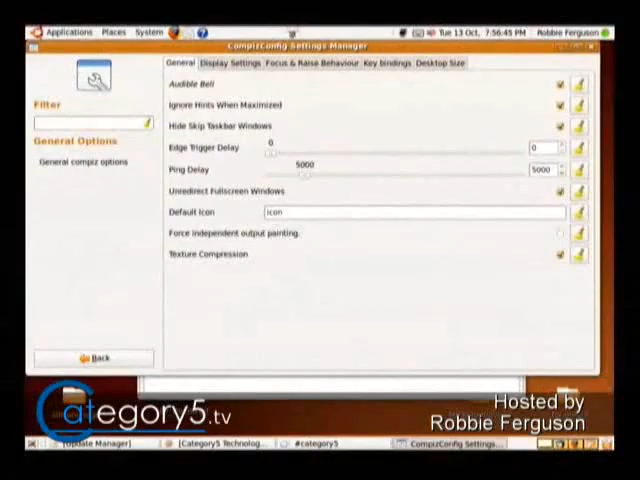 Applications Places System Tue 13 Oct, 7:56:45 PM Robbie Ferguson
CompizConfig Settings Manager
General Display Settings Focus & Raise Behaviour Key bindings Desktop Size
Audible Bell
Filter
Ignore Hints When Maximized
Hide Skip Taskbar Windows
General Options
Edge Trigger Delay 0 0
General compiz options
Ping Delay 5000 5000
Unredirect Fullscreen Windows
Default Icon icon
Force independent output painting.
Texture Compression
Back
Category5.tv
Hosted by
Robbie Ferguson
[Update Manager] [Category5 Technolog... #category5 CompizConfig Settings...